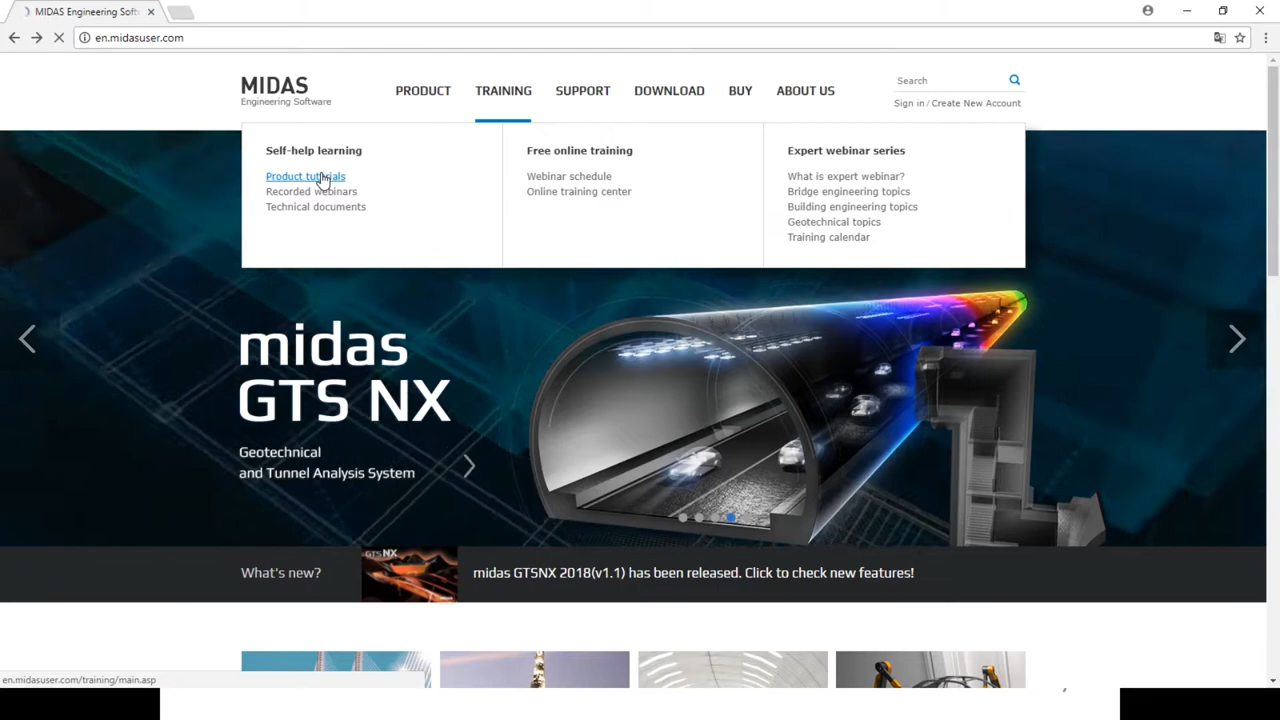 MIDAS Engineering Soft
en.midasuser.com
MIDAS
Engineering Software
PRODUCT
TRAINING
SUPPORT
DOWNLOAD
BUY
ABOUT US
Search
Sign in / Create New Account
Self-help learning
Product tutorials
Recorded webinars
Technical documents
Free online training
Webinar schedule
Online training center
Expert webinar series
What is expert webinar?
Bridge engineering topics
Building engineering topics
Geotechnical topics
Training calendar
midas
GTS NX
Geotechnical
and Tunnel Analysis System
What's new?
GTS NX
midas GTSNX 2018(v1.1) has been released. Click to check new features!
en.midasuser.com/training/main.asp